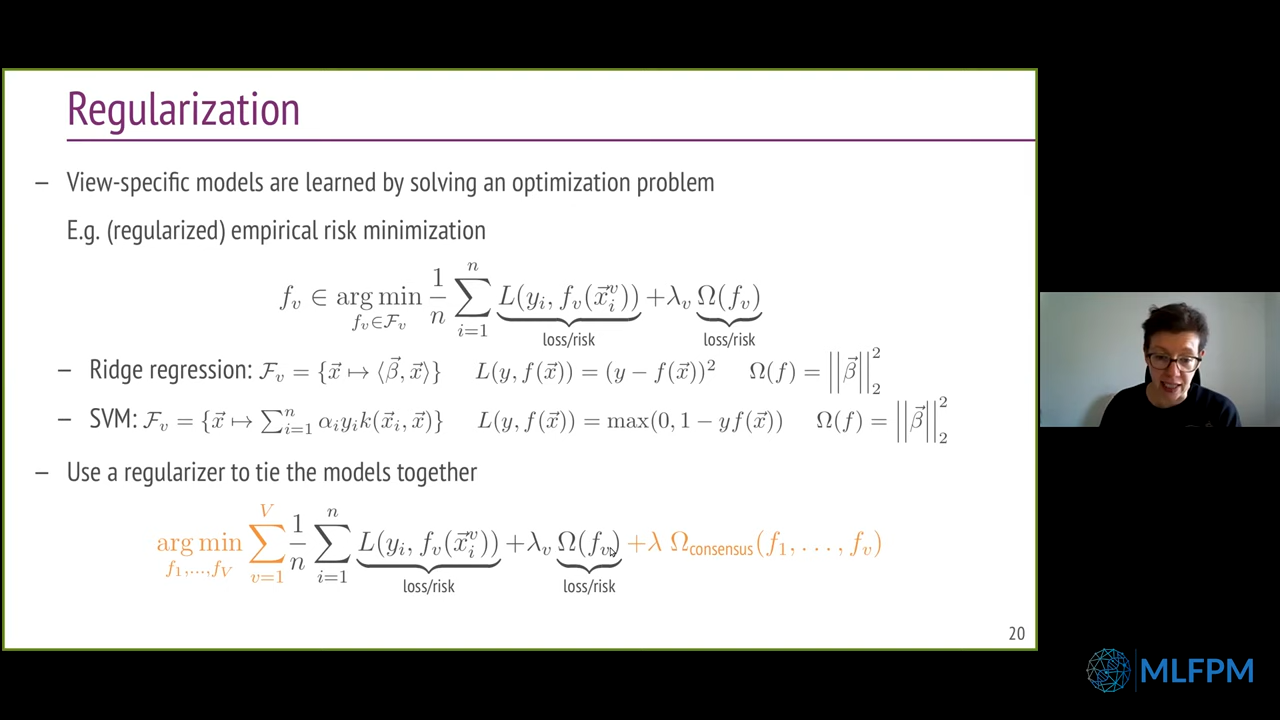 Regularization
– View-specific models are learned by solving an optimization problem
E.g. (regularized) empirical risk minimization
f_v ∈ arg min_{f_v∈𝓕_v} 1/n ∑_{i=1}^{n} L(y_i, f_v(x⃗_i^v)) + λ_v Ω(f_v)
loss/risk loss/risk
– Ridge regression: 𝓕_v = {x⃗ ↦ ⟨β⃗, x⃗⟩} L(y, f(x⃗)) = (y − f(x⃗))² Ω(f) = ||β⃗||₂²
– SVM: 𝓕_v = {x⃗ ↦ ∑_{i=1}^{n} α_i y_i k(x⃗_i, x⃗)} L(y, f(x⃗)) = max(0, 1 − yf(x⃗)) Ω(f) = ||β⃗||₂²
– Use a regularizer to tie the models together
arg min_{f_1,...,f_V} ∑_{v=1}^{V} 1/n ∑_{i=1}^{n} L(y_i, f_v(x⃗_i^v)) + λ_v Ω(f_v) + λ Ω_consensus(f_1, . . . , f_v)
loss/risk loss/risk
20
MLFPM